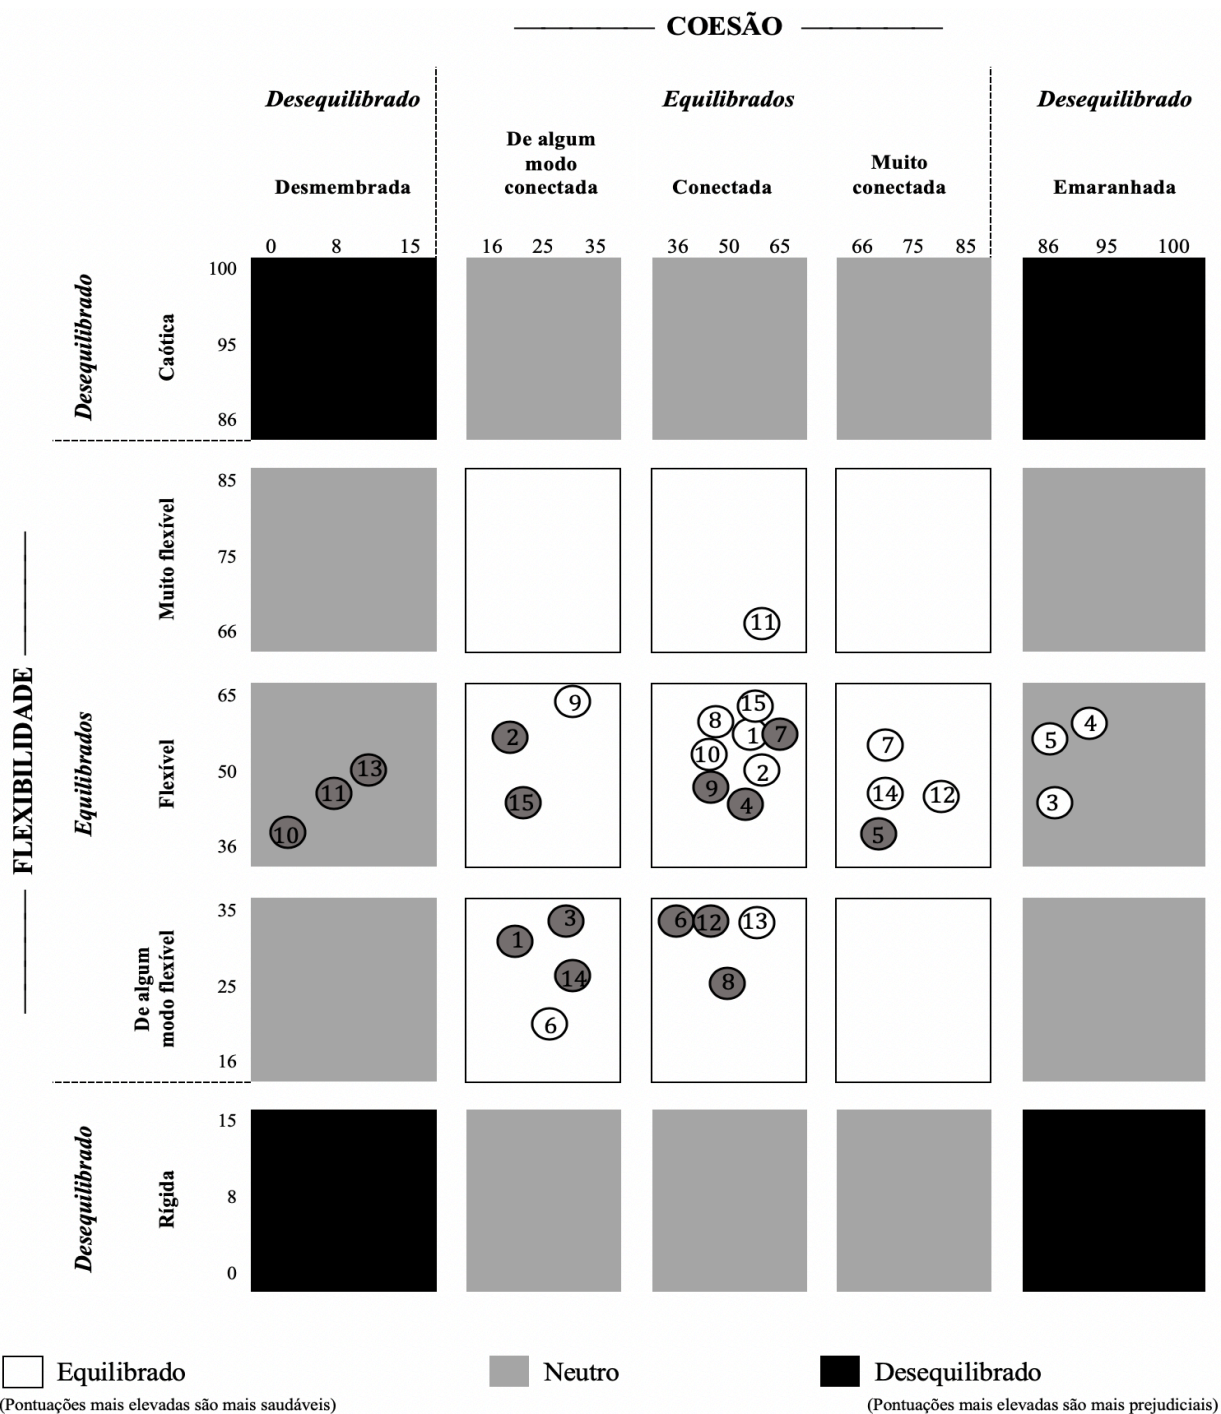 COESÃO
Desequilibrado Equilibrados Desequilibrado
De algum
modo
conectada
Muito
conectada
Desmembrada Conectada Emaranhada
0 8 15 16 25 35 36 50 65 66 75 85 86 95 100
FLEXIBILIDADE
Desequilibrado
Caótica
100
95
86
Equilibrados
Muito flexível
85
75
66
11
Flexível
65
50
36
13
11
10
9
2
15
15
8
1
7
10
2
9
4
7
14
12
5
4
5
3
De algum
modo flexível
35
25
16
3
1
14
6
6
12
13
8
Desequilibrado
Rígida
15
8
0
Equilibrado Neutro Desequilibrado
(Pontuações mais elevadas são mais saudáveis) (Pontuações mais elevadas são mais prejudiciais)